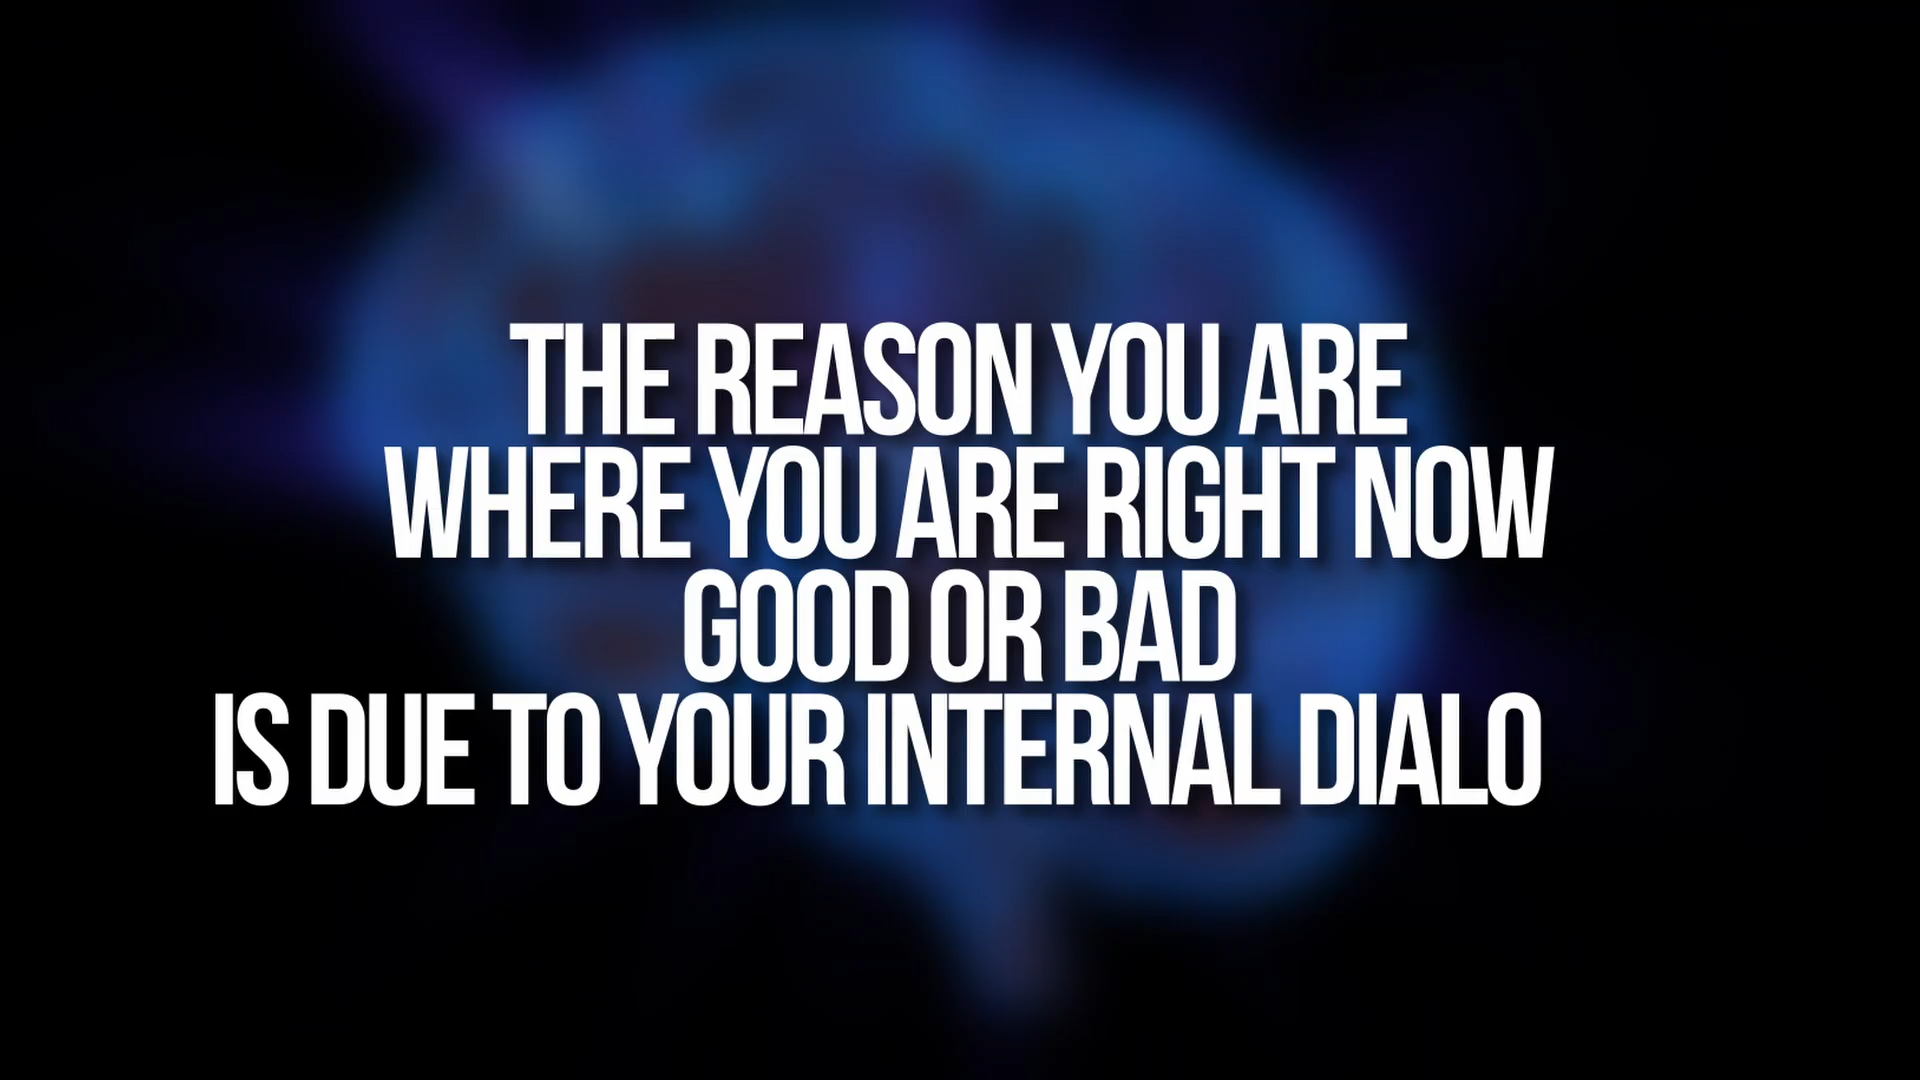 THE REASON YOU ARE
WHERE YOU ARE RIGHT NOW
GOOD OR BAD
IS DUE TO YOUR INTERNAL DIALO